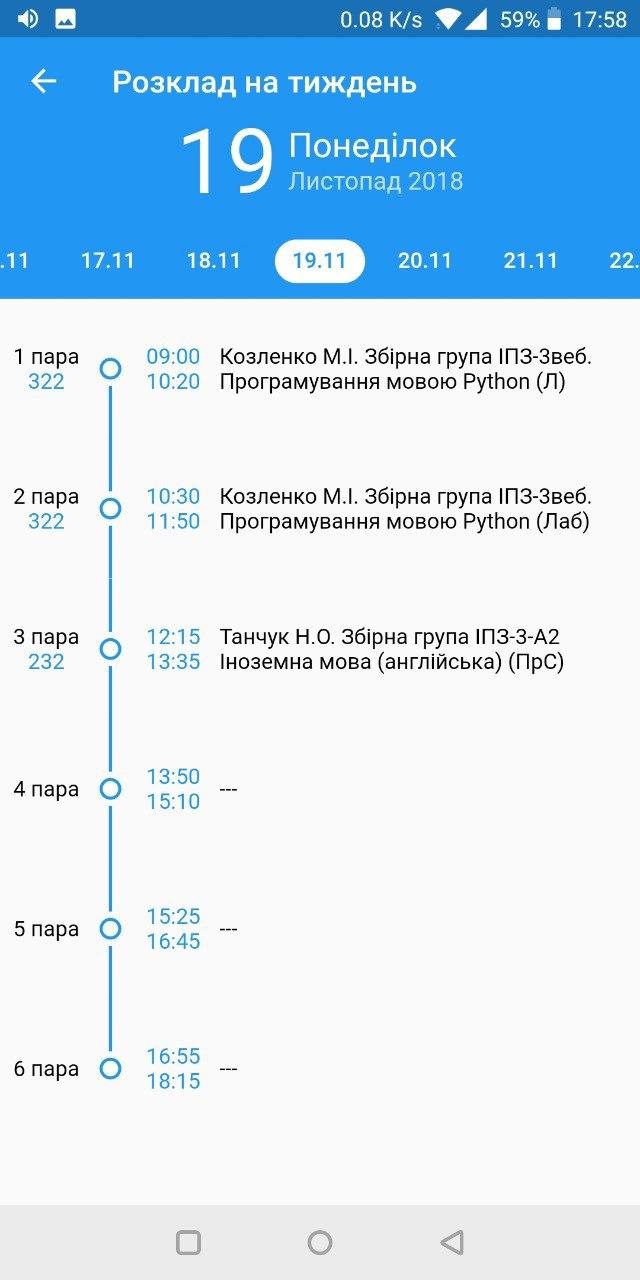 0.08 K/s 59% 17:58
Розклад на тиждень
19 Понеділок
Листопад 2018
.11 17.11 18.11 19.11 20.11 21.11 22.
1 пара 09:00 Козленко М.І. Збірна група ІПЗ-3веб.
322 10:20 Програмування мовою Python (Л)
2 пара 10:30 Козленко М.І. Збірна група ІПЗ-3веб.
322 11:50 Програмування мовою Python (Лаб)
3 пара 12:15 Танчук Н.О. Збірна група ІПЗ-3-А2
232 13:35 Іноземна мова (англійська) (ПрС)
4 пара 13:50 ---
15:10
5 пара 15:25 ---
16:45
6 пара 16:55 ---
18:15